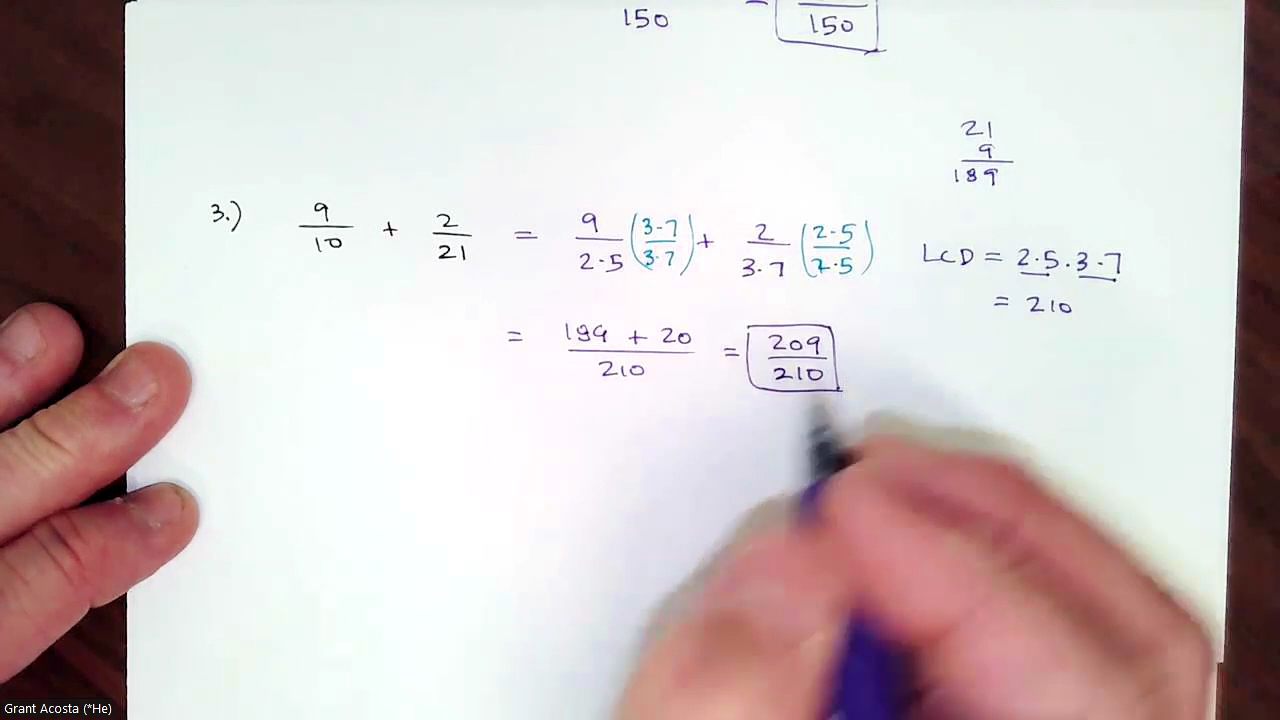 150 = 150
21
9
189
3.) 9/10 + 2/21 = 9/2·5 (3·7/3·7) + 2/3·7 (2·5/2·5)
LCD = 2·5·3·7
= 210
= 189 + 20/210 = 209/210
Grant Acosta (*He)